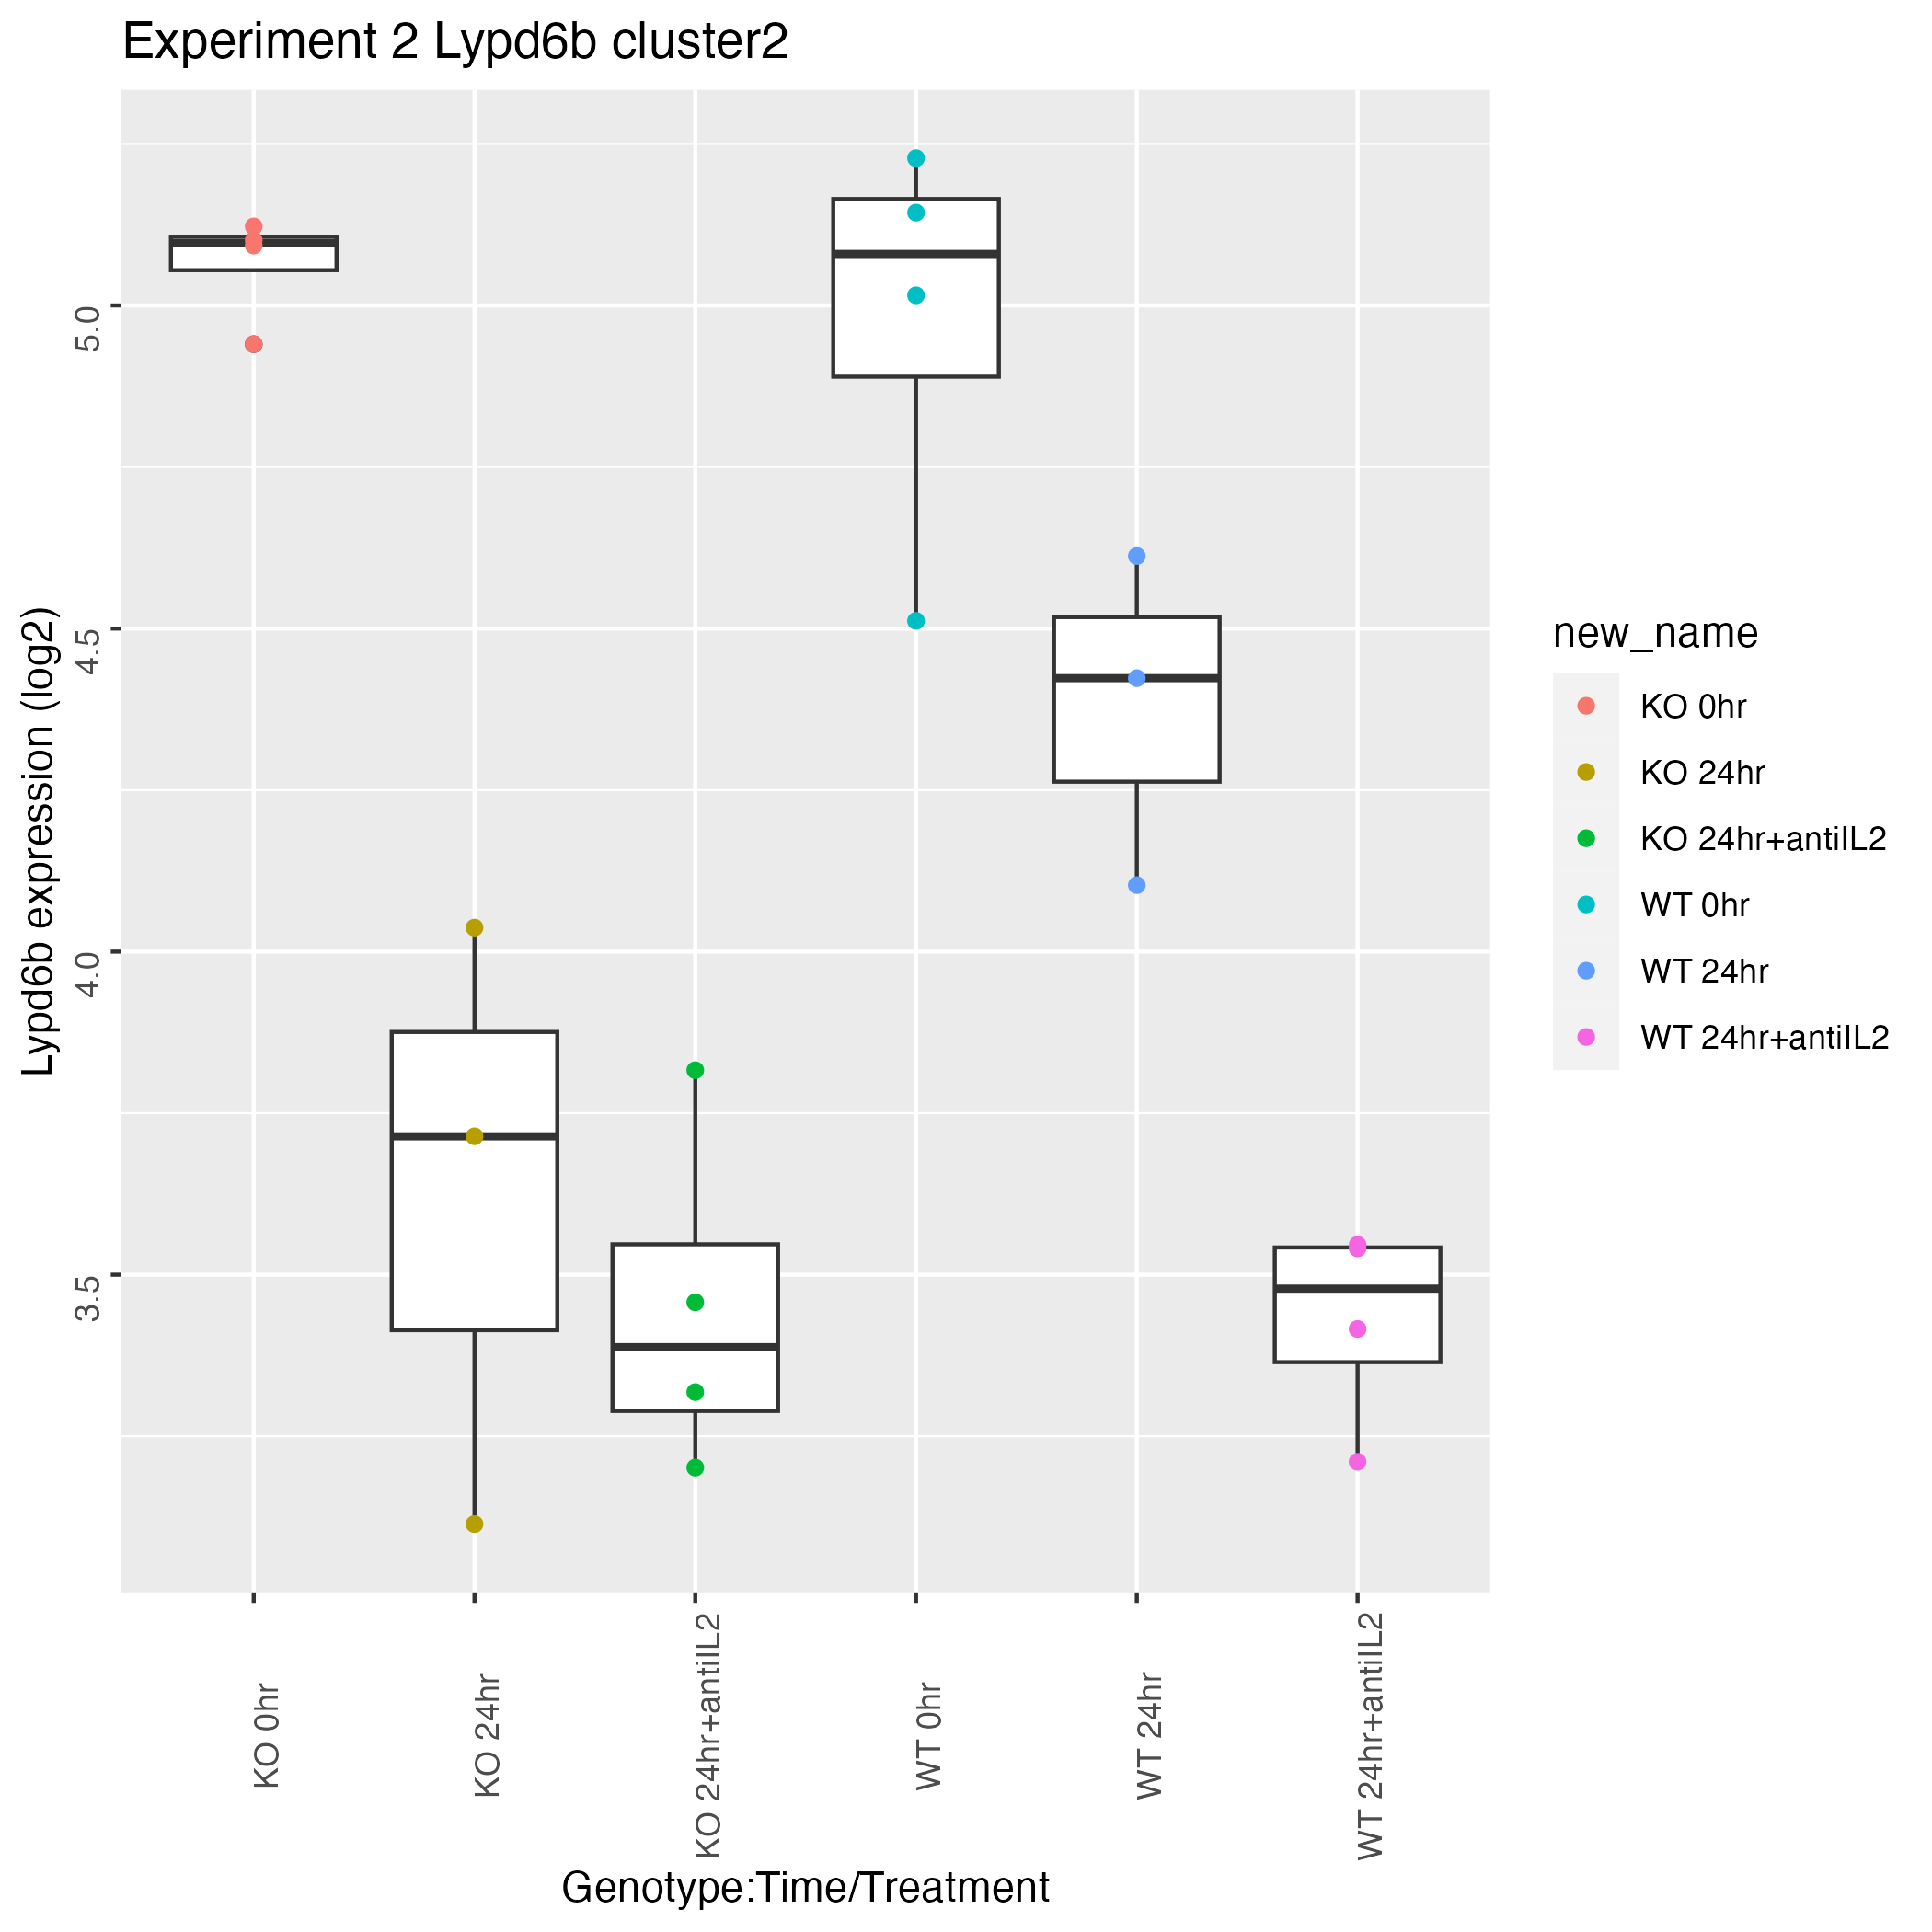 Experiment 2 Lypd6b cluster2
Lypd6b expression (log2)
5.0
4.5
4.0
3.5
KO 0hr
KO 24hr
KO 24hr+antiIL2
WT 0hr
WT 24hr
WT 24hr+antiIL2
Genotype:Time/Treatment
new_name
KO 0hr
KO 24hr
KO 24hr+antiIL2
WT 0hr
WT 24hr
WT 24hr+antiIL2